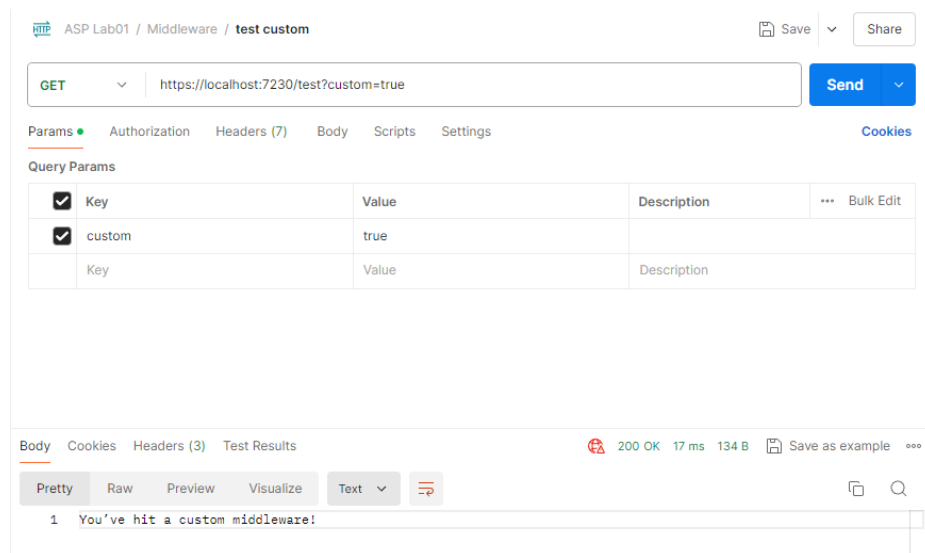 HTTP ASP Lab01 / Middleware / test custom Save Share
GET https://localhost:7230/test?custom=true Send
Params Authorization Headers (7) Body Scripts Settings Cookies
Query Params
Key Value Description ••• Bulk Edit
custom true
Key Value Description
Body Cookies Headers (3) Test Results 200 OK 17 ms 134 B Save as example
Pretty Raw Preview Visualize Text
1 You’ve hit a custom middleware!